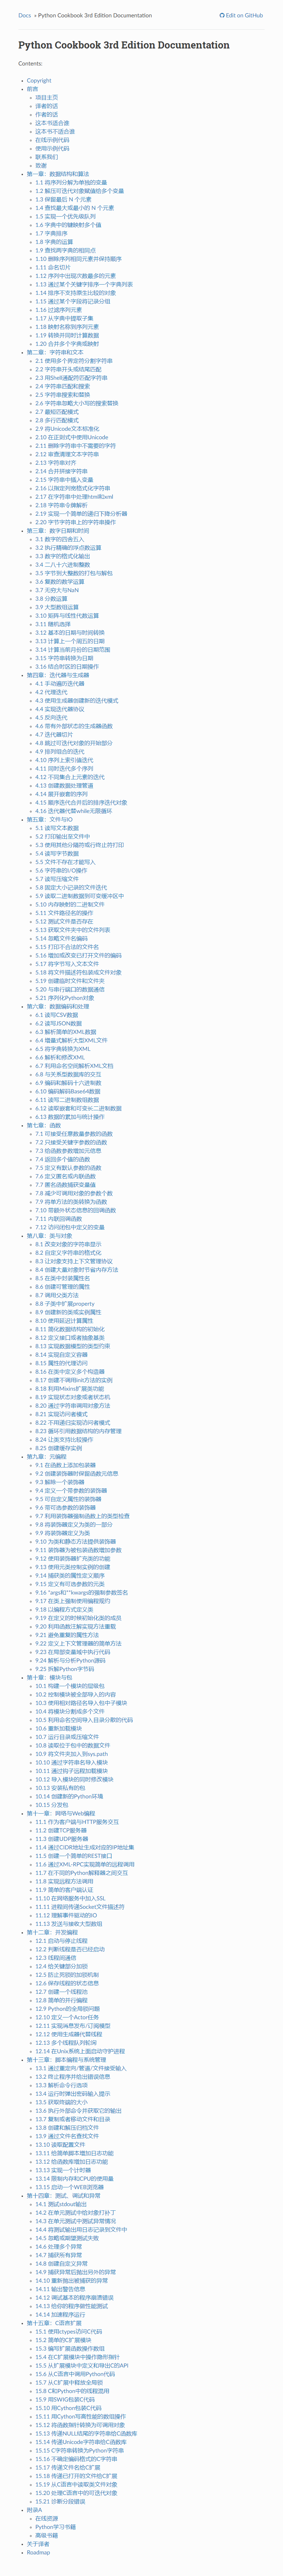 Docs » Python Cookbook 3rd Edition Documentation
Edit on GitHub
Python Cookbook 3rd Edition Documentation
Contents:
Copyright
前言
项目主页
译者的话
作者的话
这本书适合谁
这本书不适合谁
在线示例代码
使用示例代码
联系我们
致谢
第一章：数据结构和算法
1.1 将序列分解为单独的变量
1.2 解压可迭代对象赋值给多个变量
1.3 保留最后 N 个元素
1.4 查找最大或最小的 N 个元素
1.5 实现一个优先级队列
1.6 字典中的键映射多个值
1.7 字典排序
1.8 字典的运算
1.9 查找两字典的相同点
1.10 删除序列相同元素并保持顺序
1.11 命名切片
1.12 序列中出现次数最多的元素
1.13 通过某个关键字排序一个字典列表
1.14 排序不支持原生比较的对象
1.15 通过某个字段将记录分组
1.16 过滤序列元素
1.17 从字典中提取子集
1.18 映射名称到序列元素
1.19 转换并同时计算数据
1.20 合并多个字典或映射
第二章：字符串和文本
2.1 使用多个界定符分割字符串
2.2 字符串开头或结尾匹配
2.3 用Shell通配符匹配字符串
2.4 字符串匹配和搜索
2.5 字符串搜索和替换
2.6 字符串忽略大小写的搜索替换
2.7 最短匹配模式
2.8 多行匹配模式
2.9 将Unicode文本标准化
2.10 在正则式中使用Unicode
2.11 删除字符串中不需要的字符
2.12 审查清理文本字符串
2.13 字符串对齐
2.14 合并拼接字符串
2.15 字符串中插入变量
2.16 以指定列宽格式化字符串
2.17 在字符串中处理html和xml
2.18 字符串令牌解析
2.19 实现一个简单的递归下降分析器
2.20 字节字符串上的字符串操作
第三章：数字日期和时间
3.1 数字的四舍五入
3.2 执行精确的浮点数运算
3.3 数字的格式化输出
3.4 二八十六进制整数
3.5 字节到大整数的打包与解包
3.6 复数的数学运算
3.7 无穷大与NaN
3.8 分数运算
3.9 大型数组运算
3.10 矩阵与线性代数运算
3.11 随机选择
3.12 基本的日期与时间转换
3.13 计算上一个周五的日期
3.14 计算当前月份的日期范围
3.15 字符串转换为日期
3.16 结合时区的日期操作
第四章：迭代器与生成器
4.1 手动遍历迭代器
4.2 代理迭代
4.3 使用生成器创建新的迭代模式
4.4 实现迭代器协议
4.5 反向迭代
4.6 带有外部状态的生成器函数
4.7 迭代器切片
4.8 跳过可迭代对象的开始部分
4.9 排列组合的迭代
4.10 序列上索引值迭代
4.11 同时迭代多个序列
4.12 不同集合上元素的迭代
4.13 创建数据处理管道
4.14 展开嵌套的序列
4.15 顺序迭代合并后的排序迭代对象
4.16 迭代器代替while无限循环
第五章：文件与IO
5.1 读写文本数据
5.2 打印输出至文件中
5.3 使用其他分隔符或行终止符打印
5.4 读写字节数据
5.5 文件不存在才能写入
5.6 字符串的I/O操作
5.7 读写压缩文件
5.8 固定大小记录的文件迭代
5.9 读取二进制数据到可变缓冲区中
5.10 内存映射的二进制文件
5.11 文件路径名的操作
5.12 测试文件是否存在
5.13 获取文件夹中的文件列表
5.14 忽略文件名编码
5.15 打印不合法的文件名
5.16 增加或改变已打开文件的编码
5.17 将字节写入文本文件
5.18 将文件描述符包装成文件对象
5.19 创建临时文件和文件夹
5.20 与串行端口的数据通信
5.21 序列化Python对象
第六章：数据编码和处理
6.1 读写CSV数据
6.2 读写JSON数据
6.3 解析简单的XML数据
6.4 增量式解析大型XML文件
6.5 将字典转换为XML
6.6 解析和修改XML
6.7 利用命名空间解析XML文档
6.8 与关系型数据库的交互
6.9 编码和解码十六进制数
6.10 编码解码Base64数据
6.11 读写二进制数组数据
6.12 读取嵌套和可变长二进制数据
6.13 数据的累加与统计操作
第七章：函数
7.1 可接受任意数量参数的函数
7.2 只接受关键字参数的函数
7.3 给函数参数增加元信息
7.4 返回多个值的函数
7.5 定义有默认参数的函数
7.6 定义匿名或内联函数
7.7 匿名函数捕获变量值
7.8 减少可调用对象的参数个数
7.9 将单方法的类转换为函数
7.10 带额外状态信息的回调函数
7.11 内联回调函数
7.12 访问闭包中定义的变量
第八章：类与对象
8.1 改变对象的字符串显示
8.2 自定义字符串的格式化
8.3 让对象支持上下文管理协议
8.4 创建大量对象时节省内存方法
8.5 在类中封装属性名
8.6 创建可管理的属性
8.7 调用父类方法
8.8 子类中扩展property
8.9 创建新的类或实例属性
8.10 使用延迟计算属性
8.11 简化数据结构的初始化
8.12 定义接口或者抽象基类
8.13 实现数据模型的类型约束
8.14 实现自定义容器
8.15 属性的代理访问
8.16 在类中定义多个构造器
8.17 创建不调用init方法的实例
8.18 利用Mixins扩展类功能
8.19 实现状态对象或者状态机
8.20 通过字符串调用对象方法
8.21 实现访问者模式
8.22 不用递归实现访问者模式
8.23 循环引用数据结构的内存管理
8.24 让类支持比较操作
8.25 创建缓存实例
第九章：元编程
9.1 在函数上添加包装器
9.2 创建装饰器时保留函数元信息
9.3 解除一个装饰器
9.4 定义一个带参数的装饰器
9.5 可自定义属性的装饰器
9.6 带可选参数的装饰器
9.7 利用装饰器强制函数上的类型检查
9.8 将装饰器定义为类的一部分
9.9 将装饰器定义为类
9.10 为类和静态方法提供装饰器
9.11 装饰器为被包装函数增加参数
9.12 使用装饰器扩充类的功能
9.13 使用元类控制实例的创建
9.14 捕获类的属性定义顺序
9.15 定义有可选参数的元类
9.16 *args和**kwargs的强制参数签名
9.17 在类上强制使用编程规约
9.18 以编程方式定义类
9.19 在定义的时候初始化类的成员
9.20 利用函数注解实现方法重载
9.21 避免重复的属性方法
9.22 定义上下文管理器的简单方法
9.23 在局部变量域中执行代码
9.24 解析与分析Python源码
9.25 拆解Python字节码
第十章：模块与包
10.1 构建一个模块的层级包
10.2 控制模块被全部导入的内容
10.3 使用相对路径名导入包中子模块
10.4 将模块分割成多个文件
10.5 利用命名空间导入目录分散的代码
10.6 重新加载模块
10.7 运行目录或压缩文件
10.8 读取位于包中的数据文件
10.9 将文件夹加入到sys.path
10.10 通过字符串名导入模块
10.11 通过钩子远程加载模块
10.12 导入模块的同时修改模块
10.13 安装私有的包
10.14 创建新的Python环境
10.15 分发包
第十一章：网络与Web编程
11.1 作为客户端与HTTP服务交互
11.2 创建TCP服务器
11.3 创建UDP服务器
11.4 通过CIDR地址生成对应的IP地址集
11.5 创建一个简单的REST接口
11.6 通过XML-RPC实现简单的远程调用
11.7 在不同的Python解释器之间交互
11.8 实现远程方法调用
11.9 简单的客户端认证
11.10 在网络服务中加入SSL
11.11 进程间传递Socket文件描述符
11.12 理解事件驱动的IO
11.13 发送与接收大型数组
第十二章：并发编程
12.1 启动与停止线程
12.2 判断线程是否已经启动
12.3 线程间通信
12.4 给关键部分加锁
12.5 防止死锁的加锁机制
12.6 保存线程的状态信息
12.7 创建一个线程池
12.8 简单的并行编程
12.9 Python的全局锁问题
12.10 定义一个Actor任务
12.11 实现消息发布/订阅模型
12.12 使用生成器代替线程
12.13 多个线程队列轮询
12.14 在Unix系统上面启动守护进程
第十三章：脚本编程与系统管理
13.1 通过重定向/管道/文件接受输入
13.2 终止程序并给出错误信息
13.3 解析命令行选项
13.4 运行时弹出密码输入提示
13.5 获取终端的大小
13.6 执行外部命令并获取它的输出
13.7 复制或者移动文件和目录
13.8 创建和解压归档文件
13.9 通过文件名查找文件
13.10 读取配置文件
13.11 给简单脚本增加日志功能
13.12 给函数库增加日志功能
13.13 实现一个计时器
13.14 限制内存和CPU的使用量
13.15 启动一个WEB浏览器
第十四章：测试、调试和异常
14.1 测试stdout输出
14.2 在单元测试中给对象打补丁
14.3 在单元测试中测试异常情况
14.4 将测试输出用日志记录到文件中
14.5 忽略或期望测试失败
14.6 处理多个异常
14.7 捕获所有异常
14.8 创建自定义异常
14.9 捕获异常后抛出另外的异常
14.10 重新抛出被捕获的异常
14.11 输出警告信息
14.12 调试基本的程序崩溃错误
14.13 给你的程序做性能测试
14.14 加速程序运行
第十五章：C语言扩展
15.1 使用ctypes访问C代码
15.2 简单的C扩展模块
15.3 编写扩展函数操作数组
15.4 在C扩展模块中操作隐形指针
15.5 从扩展模块中定义和导出C的API
15.6 从C语言中调用Python代码
15.7 从C扩展中释放全局锁
15.8 C和Python中的线程混用
15.9 用SWIG包装C代码
15.10 用Cython包装C代码
15.11 用Cython写高性能的数组操作
15.12 将函数指针转换为可调用对象
15.13 传递NULL结尾的字符串给C函数库
15.14 传递Unicode字符串给C函数库
15.15 C字符串转换为Python字符串
15.16 不确定编码格式的C字符串
15.17 传递文件名给C扩展
15.18 传递已打开的文件给C扩展
15.19 从C语言中读取类文件对象
15.20 处理C语言中的可迭代对象
15.21 诊断分段错误
附录A
在线资源
Python学习书籍
高级书籍
关于译者
Roadmap